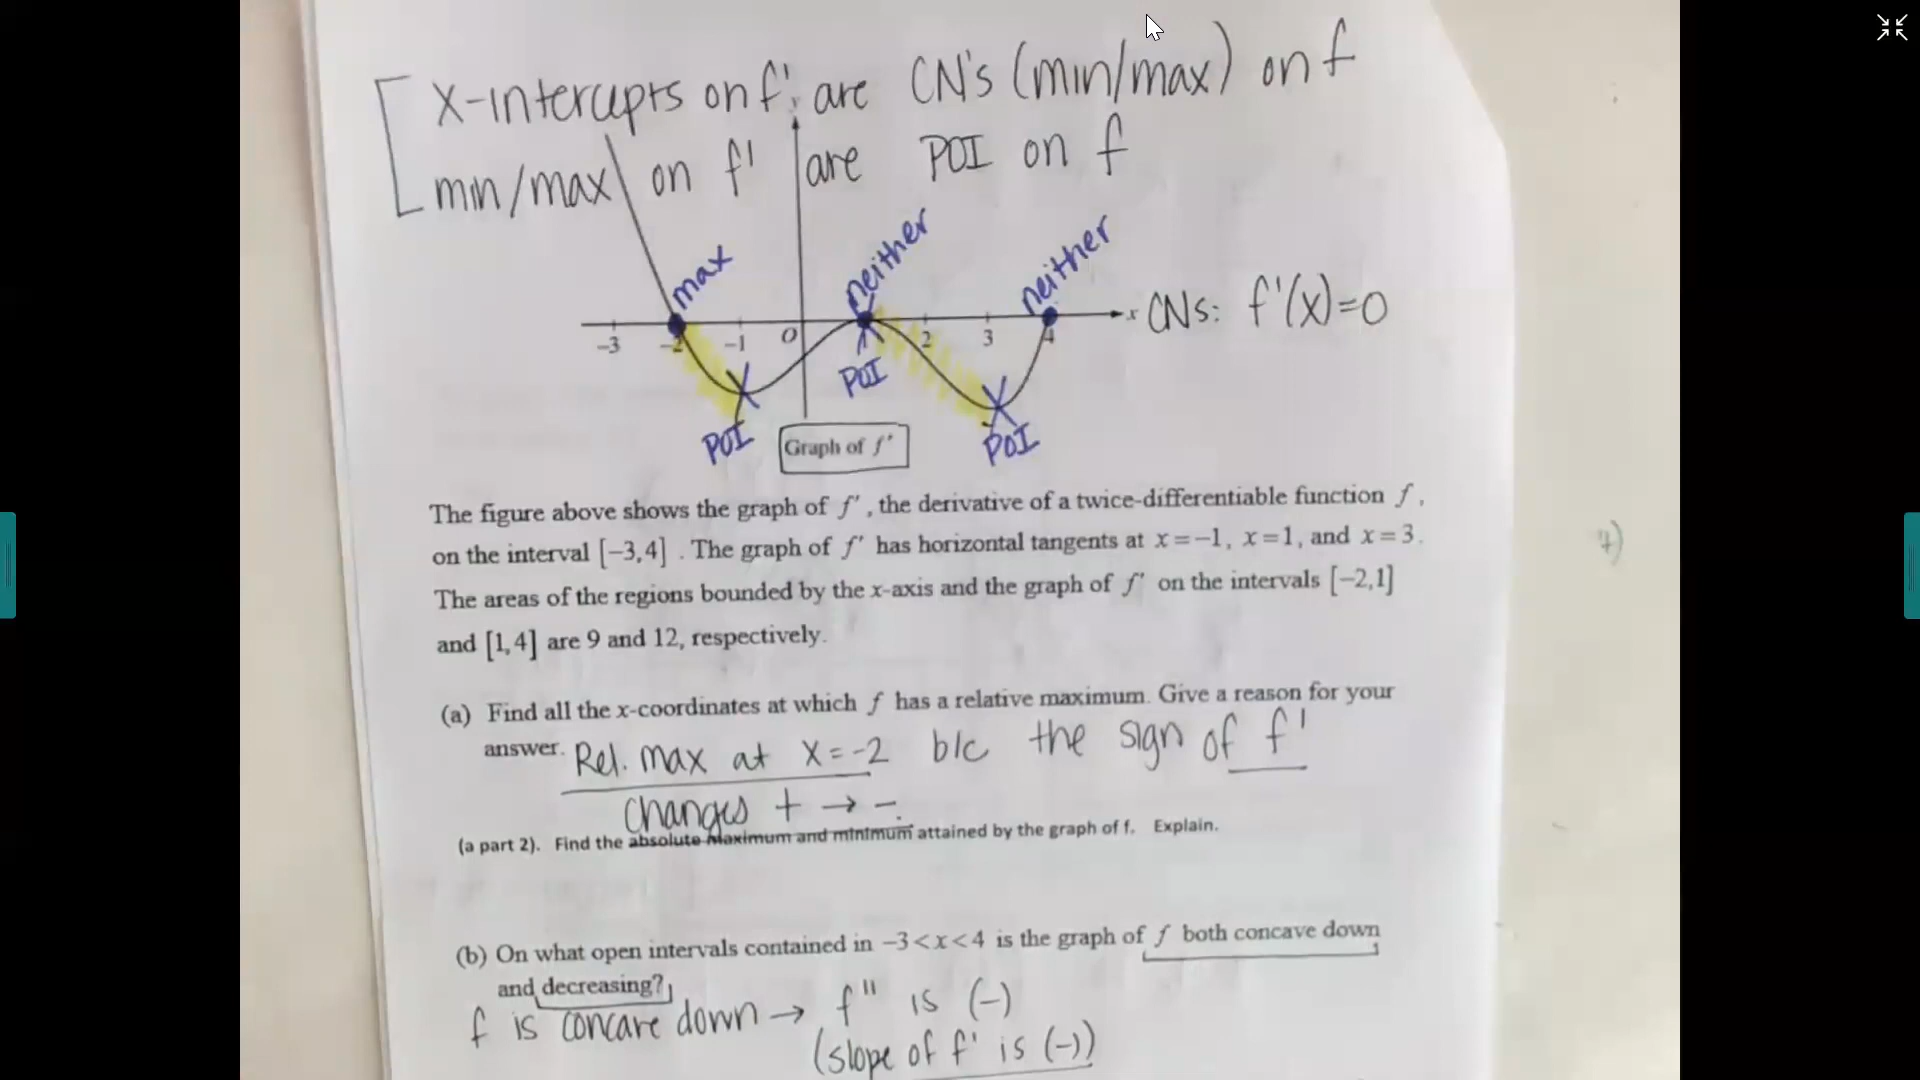 X-intercepts on f' are CN's (min/max) on f
min/max on f' are POI on f
max
neither
neither
-3 -2 -1 O 2 3 4 x
CNs: f'(x)=0
POI
POI
POI
Graph of f'
The figure above shows the graph of f', the derivative of a twice-differentiable function f,
on the interval [-3,4]. The graph of f' has horizontal tangents at x=-1, x=1, and x=3.
The areas of the regions bounded by the x-axis and the graph of f' on the intervals [-2,1]
and [1,4] are 9 and 12, respectively.
(a) Find all the x-coordinates at which f has a relative maximum. Give a reason for your
answer. Rel. max at x=-2 b/c the sign of f'
changes + → -.
(a part 2). Find the absolute maximum and minimum attained by the graph of f. Explain.
(b) On what open intervals contained in -3<x<4 is the graph of f both concave down
and decreasing?
f is concave down → f" is (-)
(slope of f' is (-))